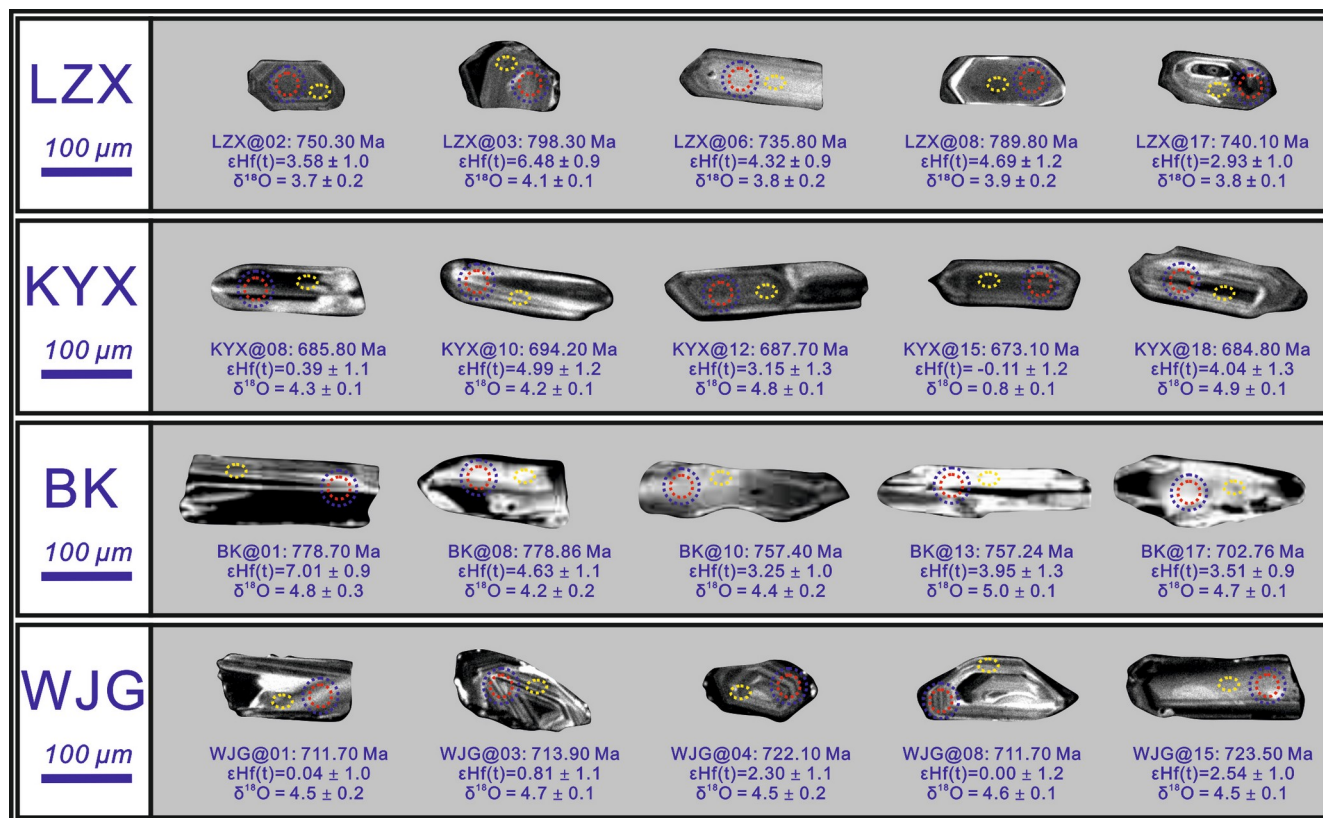 LZX
100 µm
LZX@02: 750.30 Ma
εHf(t)=3.58 ± 1.0
δ¹⁸O = 3.7 ± 0.2
LZX@03: 798.30 Ma
εHf(t)=6.48 ± 0.9
δ¹⁸O = 4.1 ± 0.1
LZX@06: 735.80 Ma
εHf(t)=4.32 ± 0.9
δ¹⁸O = 3.8 ± 0.2
LZX@08: 789.80 Ma
εHf(t)=4.69 ± 1.2
δ¹⁸O = 3.9 ± 0.2
LZX@17: 740.10 Ma
εHf(t)=2.93 ± 1.0
δ¹⁸O = 3.8 ± 0.1
KYX
100 µm
KYX@08: 685.80 Ma
εHf(t)=0.39 ± 1.1
δ¹⁸O = 4.3 ± 0.1
KYX@10: 694.20 Ma
εHf(t)=4.99 ± 1.2
δ¹⁸O = 4.2 ± 0.1
KYX@12: 687.70 Ma
εHf(t)=3.15 ± 1.3
δ¹⁸O = 4.8 ± 0.1
KYX@15: 673.10 Ma
εHf(t)= -0.11 ± 1.2
δ¹⁸O = 0.8 ± 0.1
KYX@18: 684.80 Ma
εHf(t)=4.04 ± 1.3
δ¹⁸O = 4.9 ± 0.1
BK
100 µm
BK@01: 778.70 Ma
εHf(t)=7.01 ± 0.9
δ¹⁸O = 4.8 ± 0.3
BK@08: 778.86 Ma
εHf(t)=4.63 ± 1.1
δ¹⁸O = 4.2 ± 0.2
BK@10: 757.40 Ma
εHf(t)=3.25 ± 1.0
δ¹⁸O = 4.4 ± 0.2
BK@13: 757.24 Ma
εHf(t)=3.95 ± 1.3
δ¹⁸O = 5.0 ± 0.1
BK@17: 702.76 Ma
εHf(t)=3.51 ± 0.9
δ¹⁸O = 4.7 ± 0.1
WJG
100 µm
WJG@01: 711.70 Ma
εHf(t)=0.04 ± 1.0
δ¹⁸O = 4.5 ± 0.2
WJG@03: 713.90 Ma
εHf(t)=0.81 ± 1.1
δ¹⁸O = 4.7 ± 0.1
WJG@04: 722.10 Ma
εHf(t)=2.30 ± 1.1
δ¹⁸O = 4.5 ± 0.2
WJG@08: 711.70 Ma
εHf(t)=0.00 ± 1.2
δ¹⁸O = 4.6 ± 0.1
WJG@15: 723.50 Ma
εHf(t)=2.54 ± 1.0
δ¹⁸O = 4.5 ± 0.1